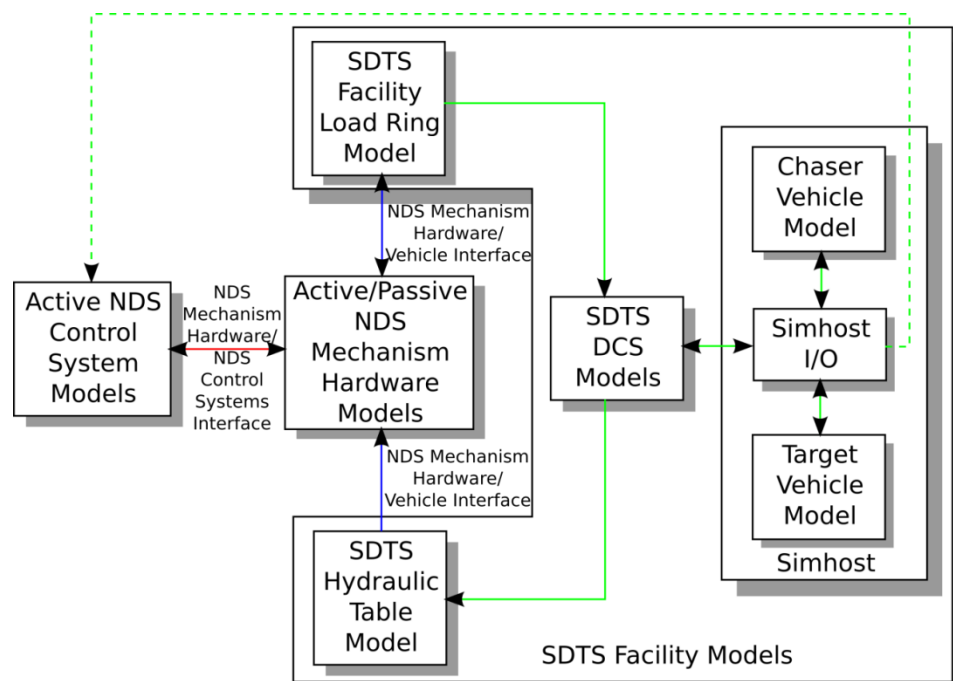 SDTS
Facility
Load Ring
Model
NDS Mechanism
Hardware/
Vehicle Interface
Chaser
Vehicle
Model
Active NDS
Control
System
Models
NDS
Mechanism
Hardware/
NDS
Control
Systems
Interface
Active/Passive
NDS
Mechanism
Hardware
Models
SDTS
DCS
Models
Simhost
I/O
NDS Mechanism
Hardware/
Vehicle Interface
Target
Vehicle
Model
Simhost
SDTS
Hydraulic
Table
Model
SDTS Facility Models